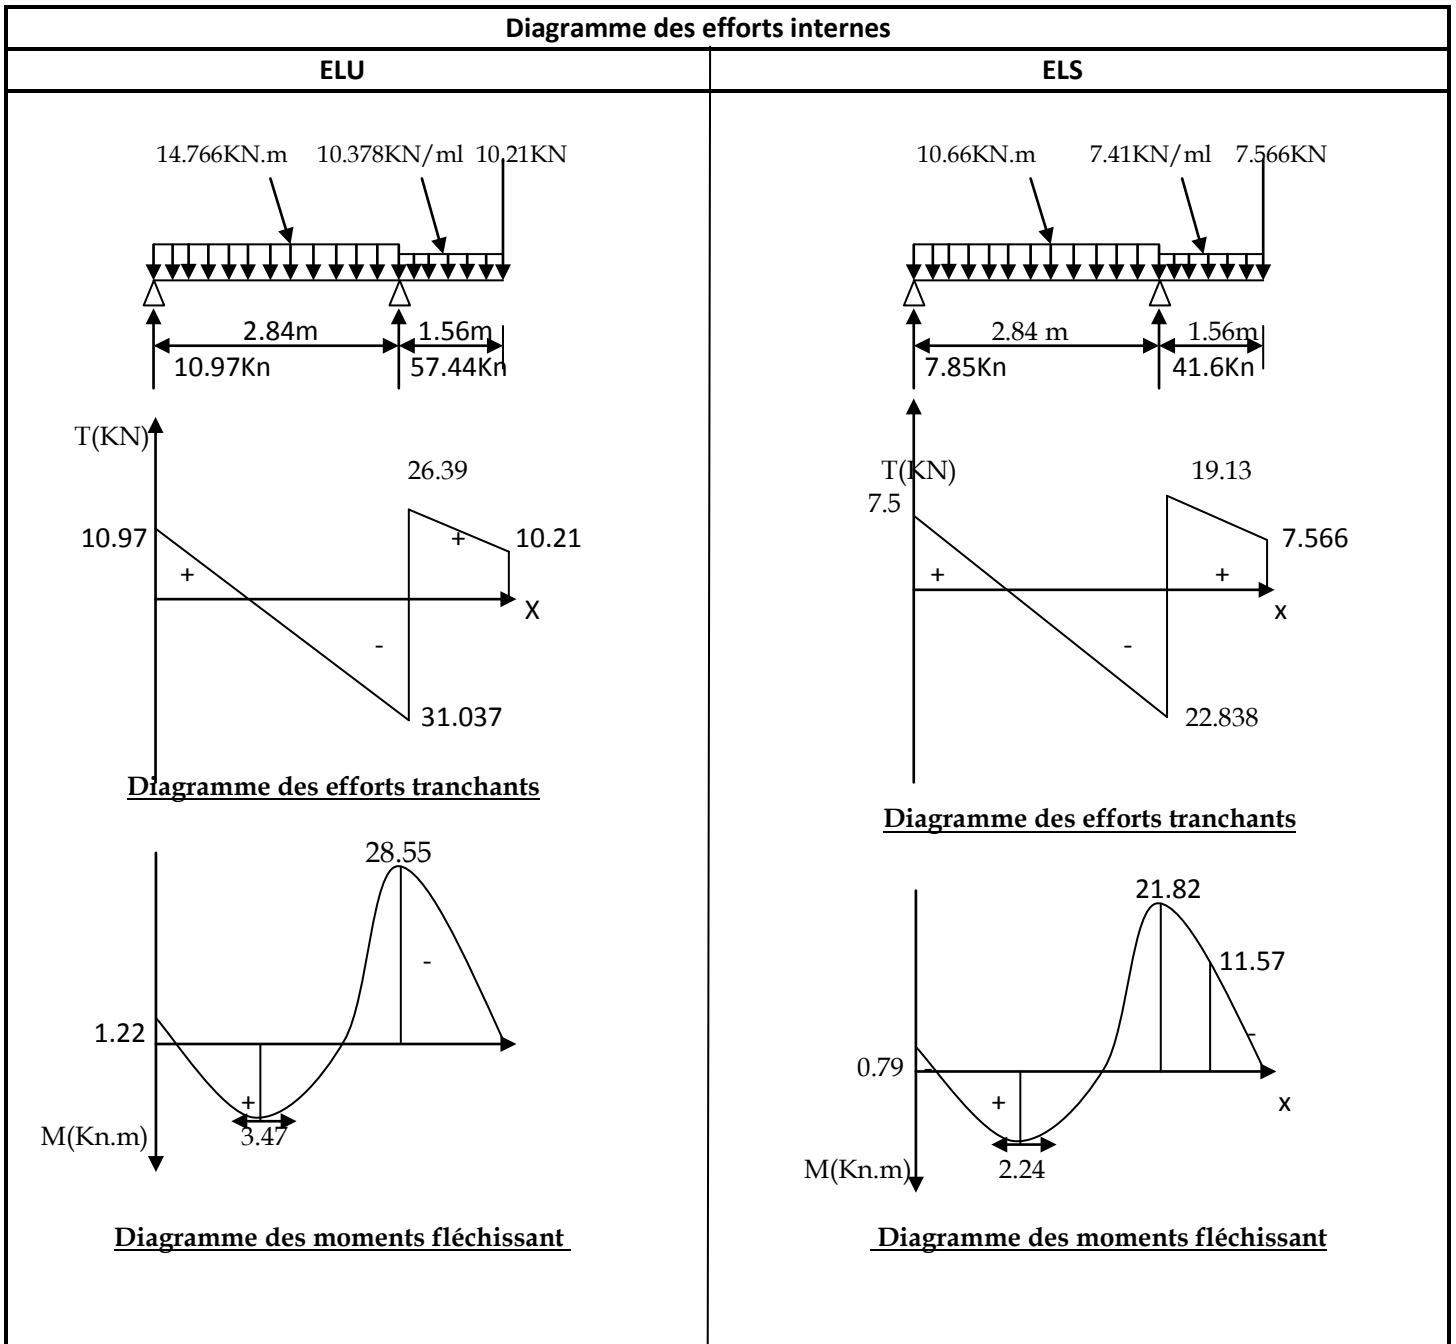 Diagramme des efforts internes
ELU
ELS
14.766KN.m 10.378KN/ml 10.21KN
2.84m 1.56m
10.97Kn 57.44Kn
T(KN)
26.39
10.97 + 10.21
+
X
-
31.037
Diagramme des efforts tranchants
28.55
-
1.22
+
3.47
M(Kn.m)
Diagramme des moments fléchissant
10.66KN.m 7.41KN/ml 7.566KN
2.84 m 1.56m
7.85Kn 41.6Kn
T(KN) 19.13
7.5
7.566
+ +
x
-
22.838
Diagramme des efforts tranchants
21.82
11.57
-
0.79 -
+ x
2.24
M(Kn.m)
Diagramme des moments fléchissant